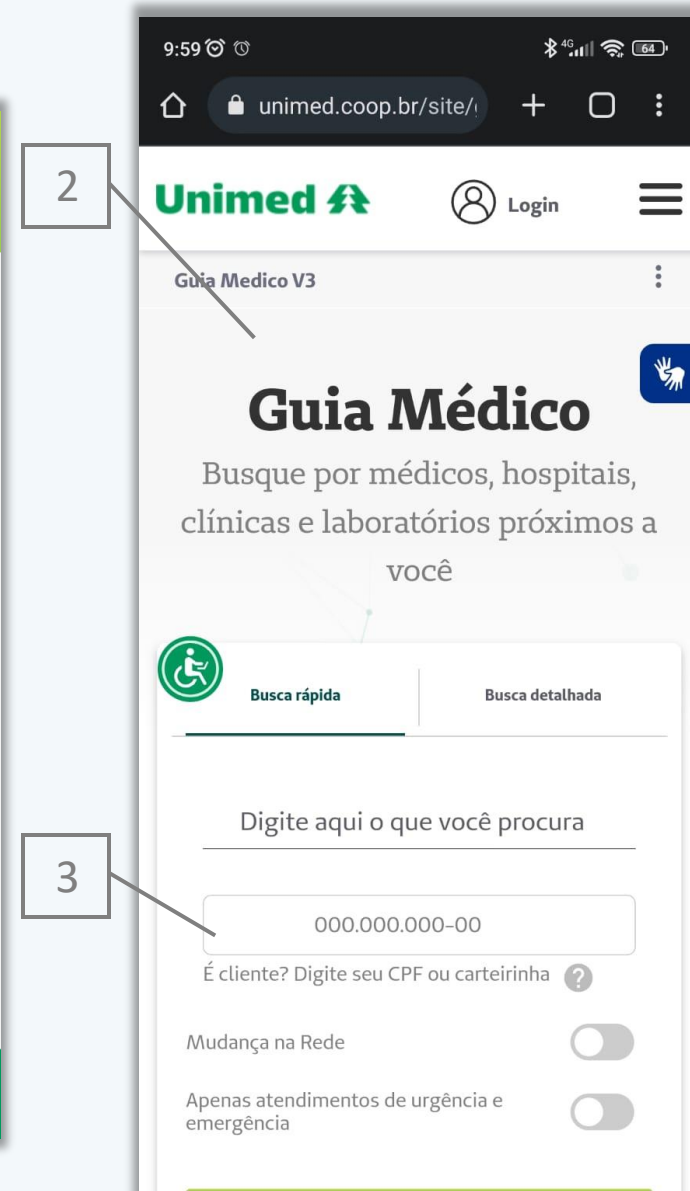 9:59
4G
64
unimed.coop.br/site/
2
Unimed
Login
Guia Medico V3
Guia Médico
Busque por médicos, hospitais,
clínicas e laboratórios próximos a
você
Busca rápida
Busca detalhada
Digite aqui o que você procura
3
000.000.000-00
É cliente? Digite seu CPF ou carteirinha ?
Mudança na Rede
Apenas atendimentos de urgência e
emergência